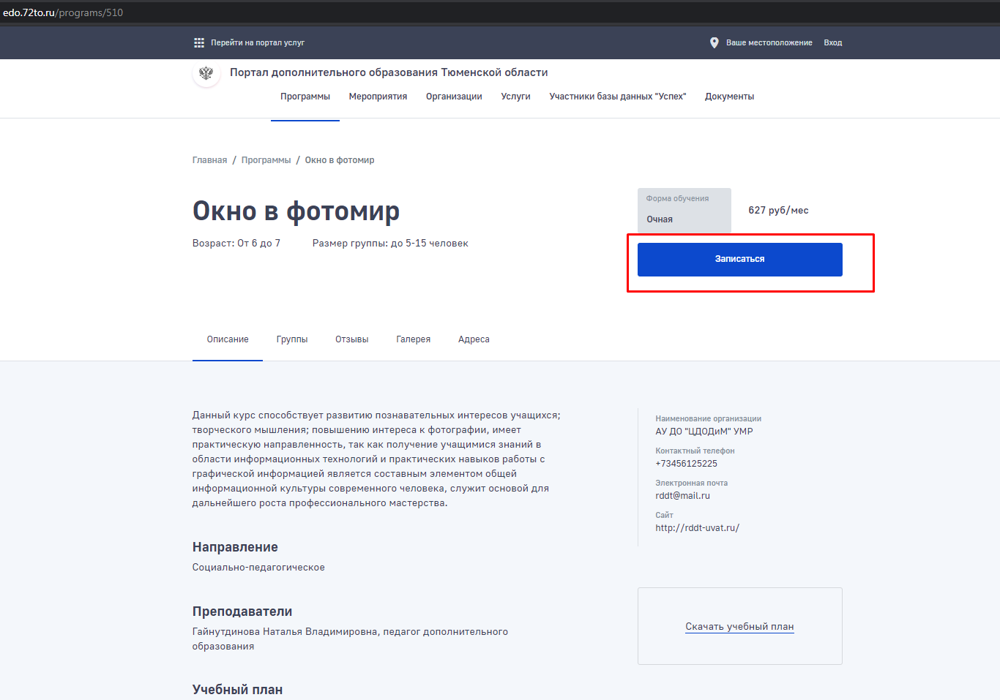 edo.72to.ru/programs/510
Перейти на портал услуг
Ваше местоположение
Вход
Портал дополнительного образования Тюменской области
Программы Мероприятия Организации Услуги Участники базы данных "Успех" Документы
Главная / Программы / Окно в фотомир
Окно в фотомир
Возраст: От 6 до 7 Размер группы: до 5-15 человек
Форма обучения
Очная
627 руб/мес
Записаться
Описание Группы Отзывы Галерея Адреса
Данный курс способствует развитию познавательных интересов учащихся;
творческого мышления; повышению интереса к фотографии, имеет
практическую направленность, так как получение учащимися знаний в
области информационных технологий и практических навыков работы с
графической информацией является составным элементом общей
информационной культуры современного человека, служит основой для
дальнейшего роста профессионального мастерства.
Направление
Социально-педагогическое
Преподаватели
Гайнутдинова Наталья Владимировна, педагог дополнительного
образования
Учебный план
Наименование организации
АУ ДО "ЦДОДиМ" УМР
Контактный телефон
+73456125225
Электронная почта
rddt@mail.ru
Сайт
http://rddt-uvat.ru/
Скачать учебный план